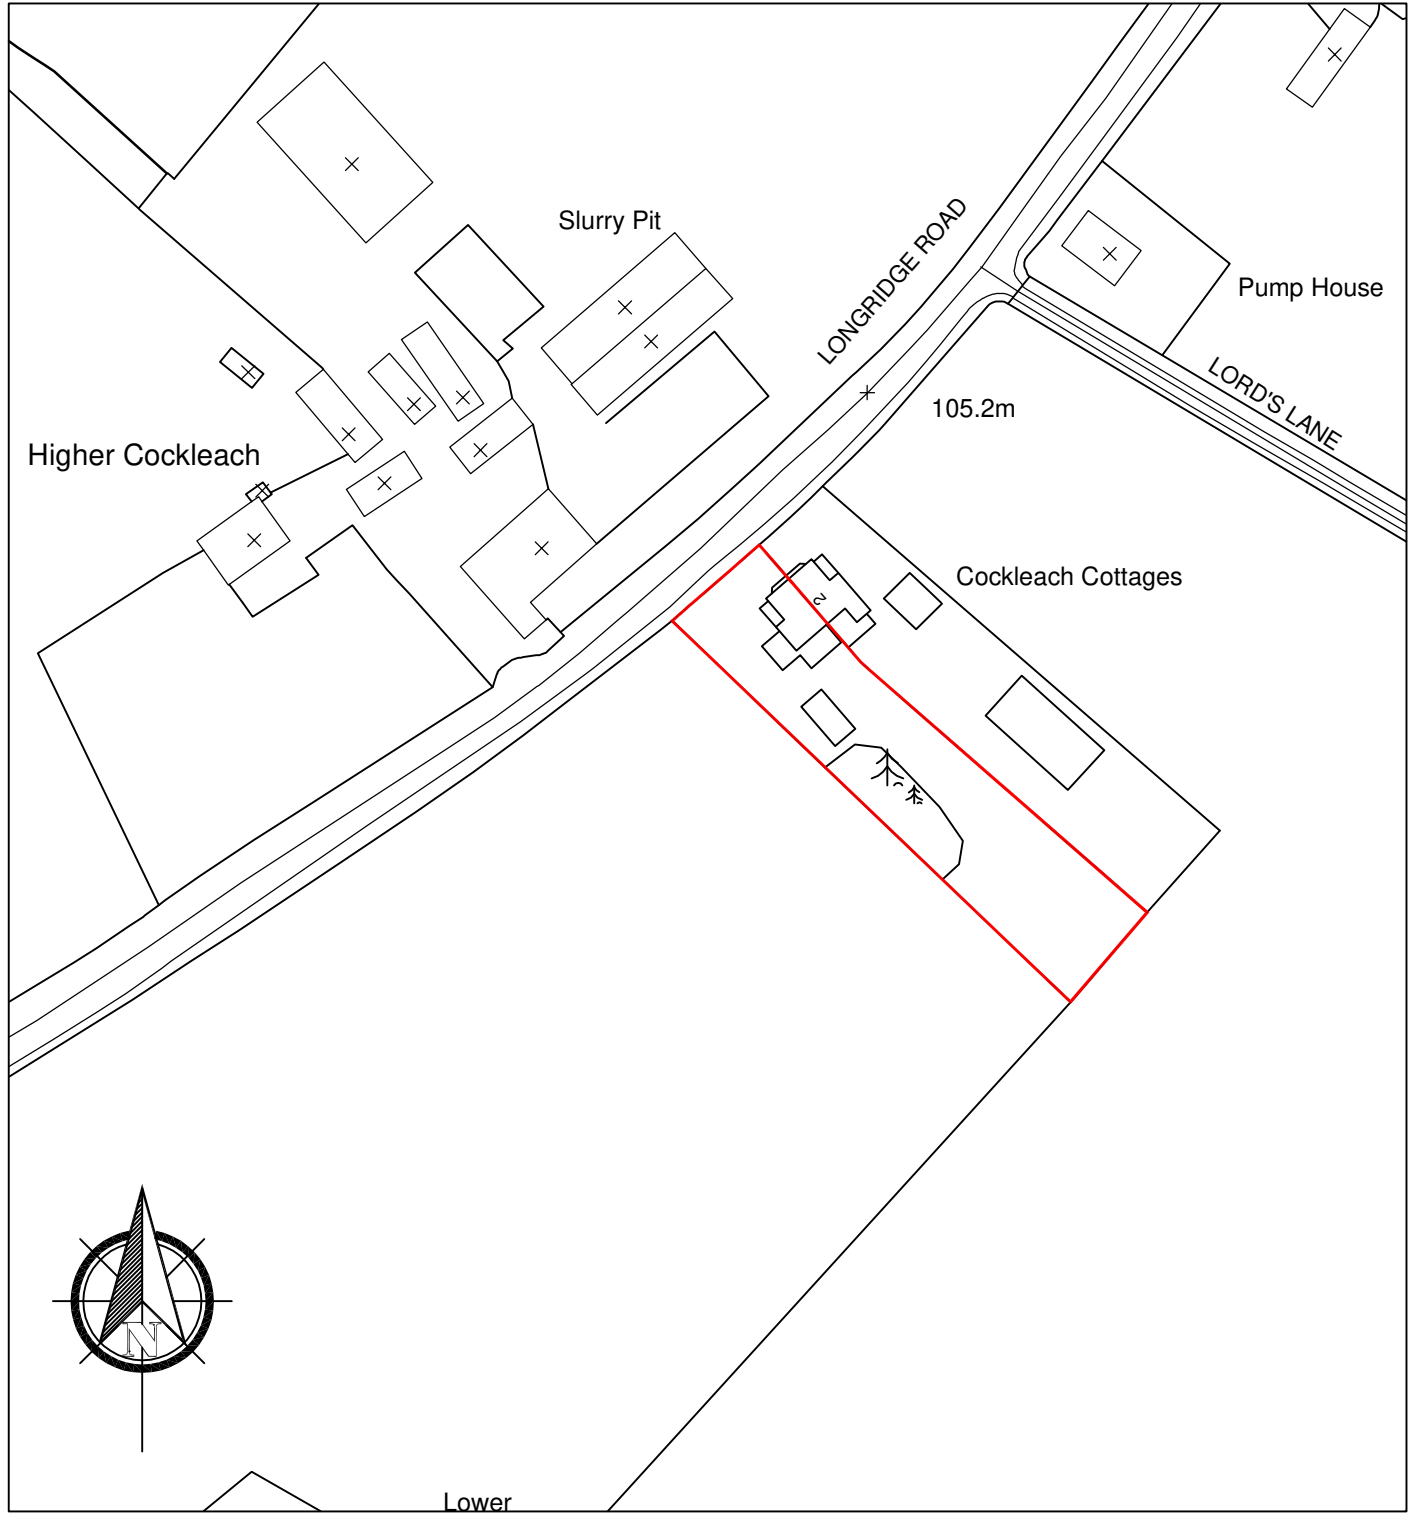 Slurry Pit
LONGRIDGE ROAD
Pump House
LORD'S LANE
105.2m
Higher Cockleach
Cockleach Cottages
2
N
Lower